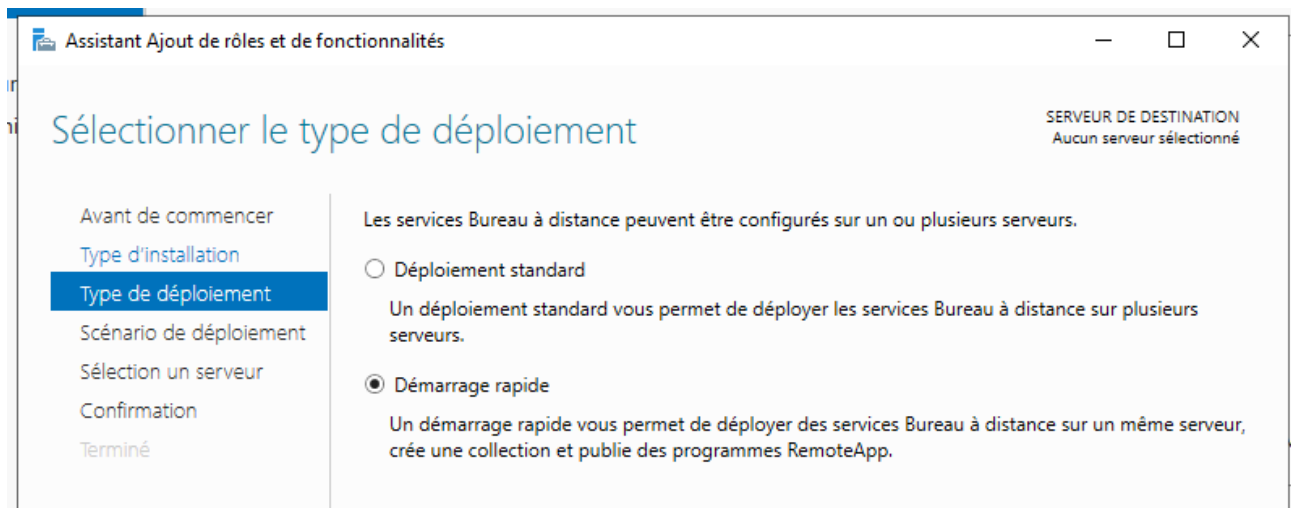 Assistant Ajout de rôles et de fonctionnalités
Sélectionner le type de déploiement
SERVEUR DE DESTINATION
Aucun serveur sélectionné
Avant de commencer
Type d'installation
Type de déploiement
Scénario de déploiement
Sélection un serveur
Confirmation
Terminé
Les services Bureau à distance peuvent être configurés sur un ou plusieurs serveurs.
Déploiement standard
Un déploiement standard vous permet de déployer les services Bureau à distance sur plusieurs
serveurs.
Démarrage rapide
Un démarrage rapide vous permet de déployer des services Bureau à distance sur un même serveur,
crée une collection et publie des programmes RemoteApp.